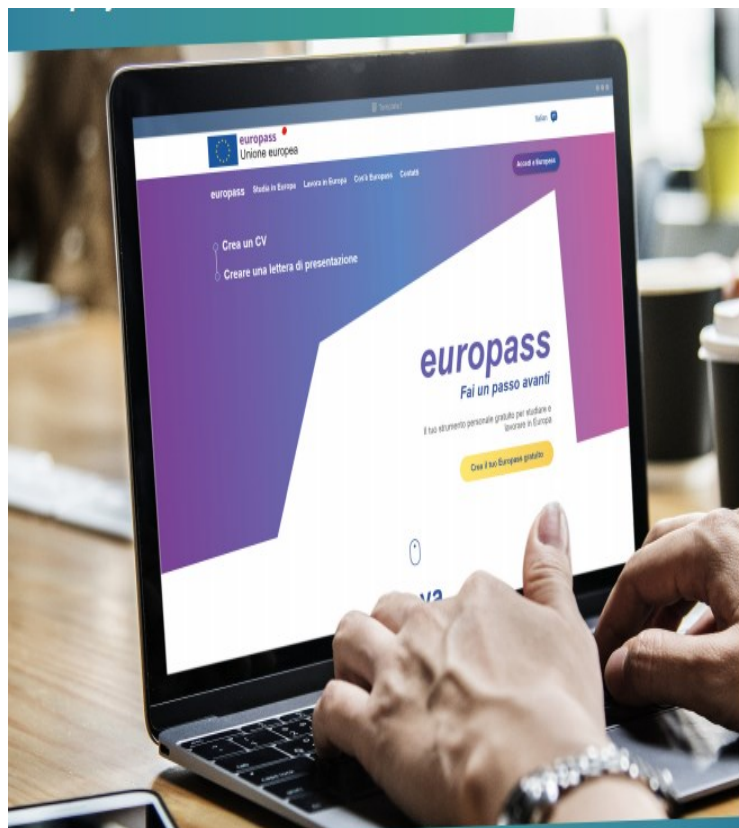 europass
Unione europea
Italian
europass Studia in Europa Lavora in Europa Cos'è Europass Contatti
Accedi a Europass
Crea un CV
Creare una lettera di presentazione
europass
Fai un passo avanti
Il tuo strumento personale gratuito per studiare e
lavorare in Europa
Crea il tuo Europass gratuito